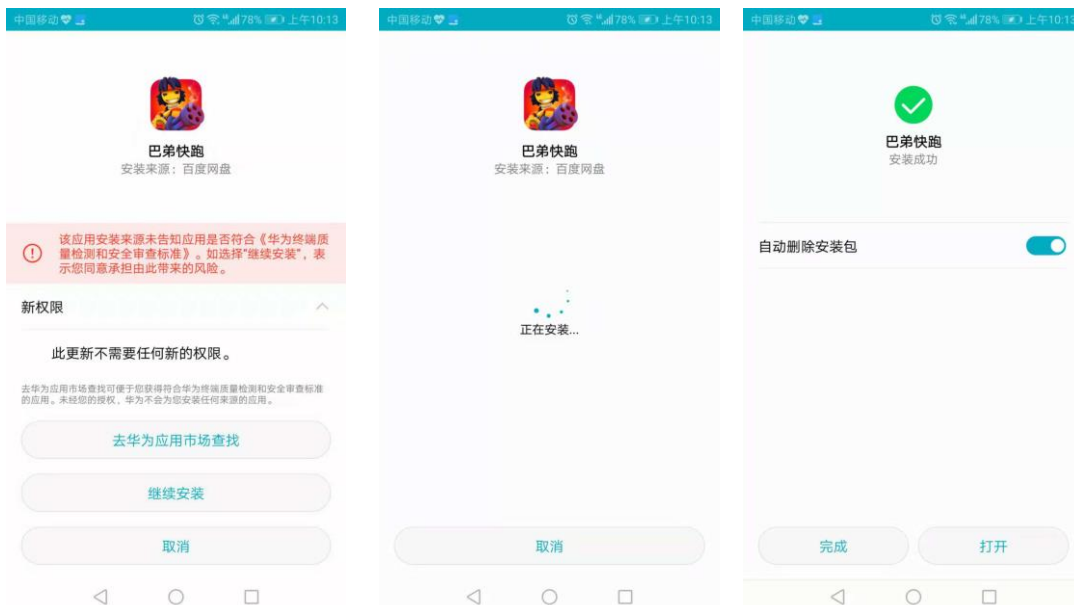 中国移动 78% 上午10:13
巴弟快跑
安装来源：百度网盘
该应用安装来源未告知应用是否符合《华为终端质
量检测和安全审查标准》。如选择"继续安装"，表
示您同意承担由此带来的风险。
新权限
此更新不需要任何新的权限。
去华为应用市场查找可便于您获得符合华为终端质量检测和安全审查标准
的应用。未经您的授权，华为不会为您安装任何来源的应用。
去华为应用市场查找
继续安装
取消
中国移动 78% 上午10:13
巴弟快跑
安装来源：百度网盘
正在安装...
取消
中国移动 78% 上午10:13
巴弟快跑
安装成功
自动删除安装包
完成 打开